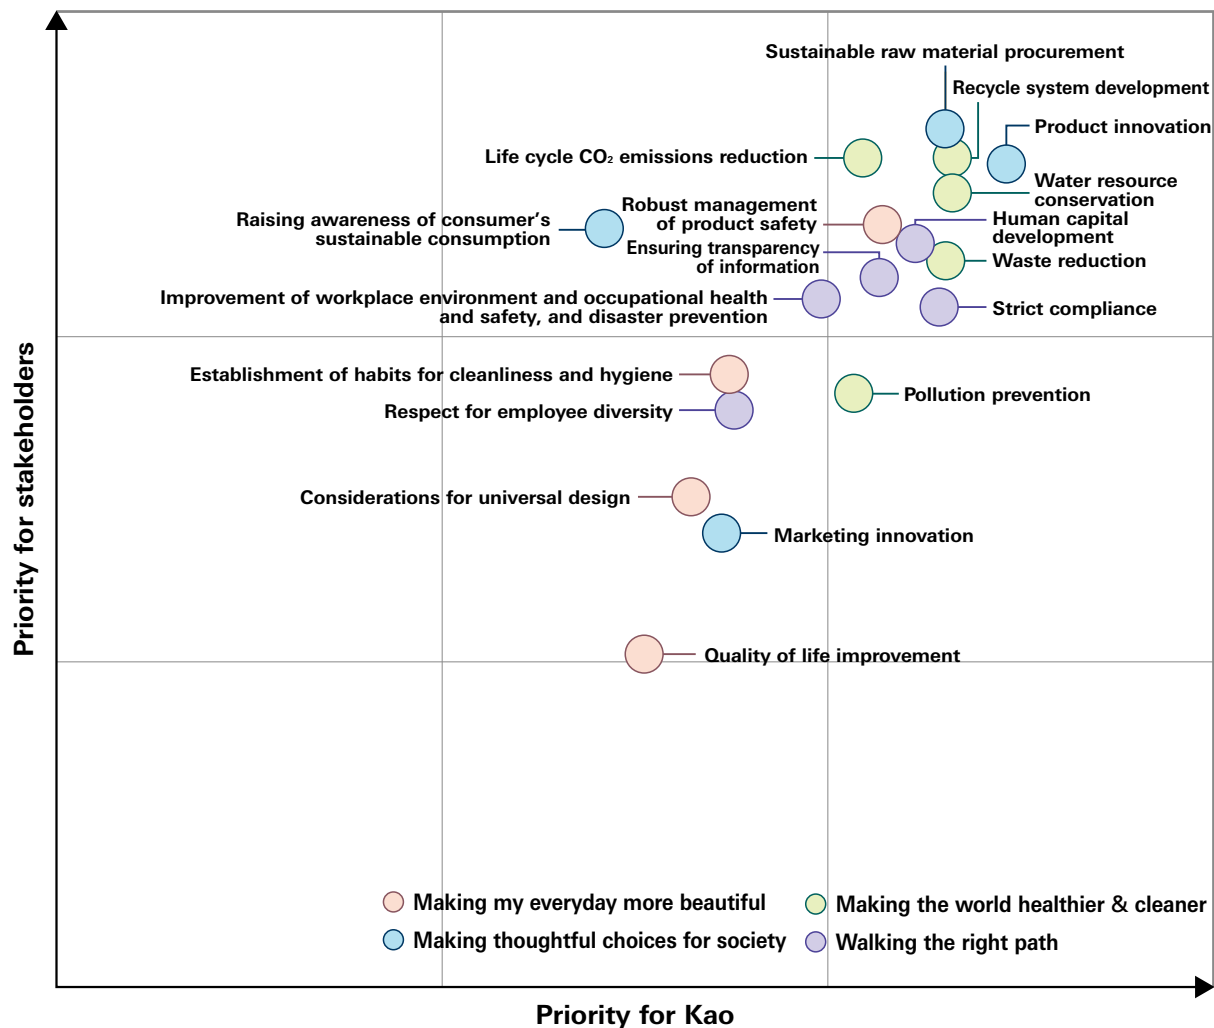 Sustainable raw material procurement
Recycle system development
Product innovation
Life cycle CO₂ emissions reduction
Water resource
conservation
Robust management
of product safety
Raising awareness of consumer’s
sustainable consumption
Human capital
development
Ensuring transparency
of information
Waste reduction
Improvement of workplace environment and occupational health
and safety, and disaster prevention
Strict compliance
Establishment of habits for cleanliness and hygiene
Respect for employee diversity
Pollution prevention
Considerations for universal design
Marketing innovation
Quality of life improvement
Priority for stakeholders
Making my everyday more beautiful
Making the world healthier & cleaner
Making thoughtful choices for society
Walking the right path
Priority for Kao